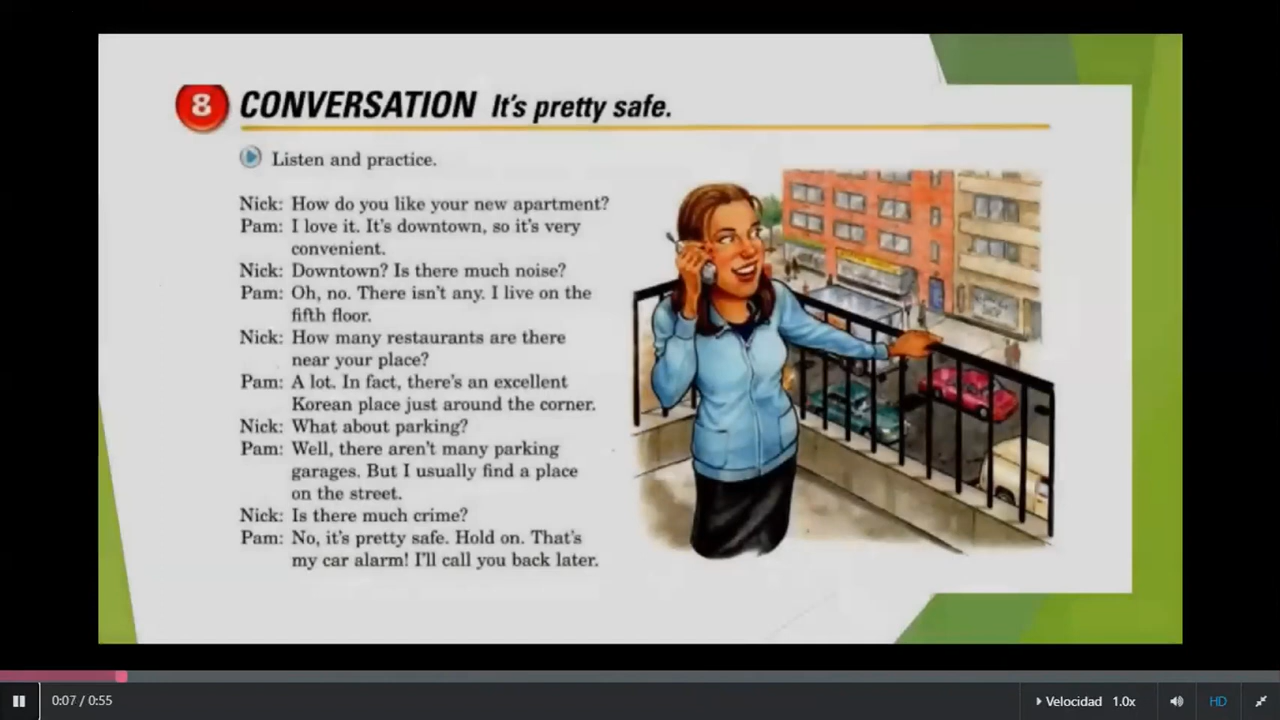 8 CONVERSATION It's pretty safe.
Listen and practice.
Nick: How do you like your new apartment?
Pam: I love it. It's downtown, so it's very
convenient.
Nick: Downtown? Is there much noise?
Pam: Oh, no. There isn't any. I live on the
fifth floor.
Nick: How many restaurants are there
near your place?
Pam: A lot. In fact, there's an excellent
Korean place just around the corner.
Nick: What about parking?
Pam: Well, there aren't many parking
garages. But I usually find a place
on the street.
Nick: Is there much crime?
Pam: No, it's pretty safe. Hold on. That's
my car alarm! I'll call you back later.
0:07 / 0:55
Velocidad 1.0x
HD